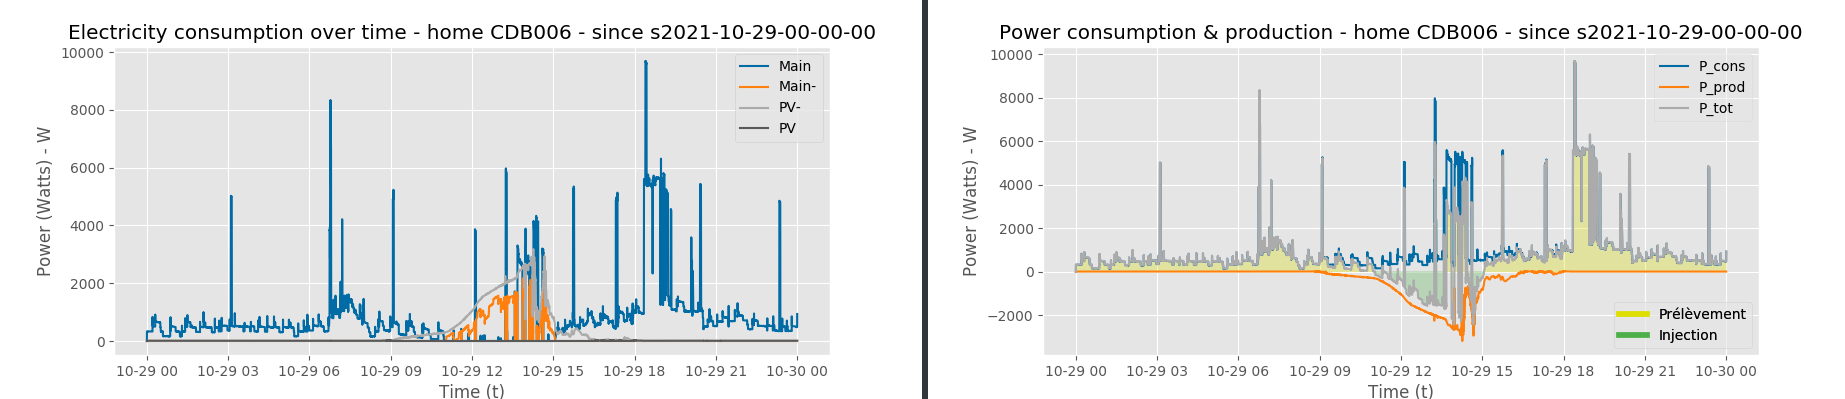 Electricity consumption over time - home CDB006 - since s2021-10-29-00-00-00
10000
8000
6000
4000
2000
0
Power (Watts) - W
Main
Main-
PV-
PV
10-29 00 10-29 03 10-29 06 10-29 09 10-29 12 10-29 15 10-29 18 10-29 21 10-30 00
Time (t)
Power consumption & production - home CDB006 - since s2021-10-29-00-00-00
10000
8000
6000
4000
2000
0
−2000
Power (Watts) - W
P_cons
P_prod
P_tot
Prélèvement
Injection
10-29 00 10-29 03 10-29 06 10-29 09 10-29 12 10-29 15 10-29 18 10-29 21 10-30 00
Time (t)